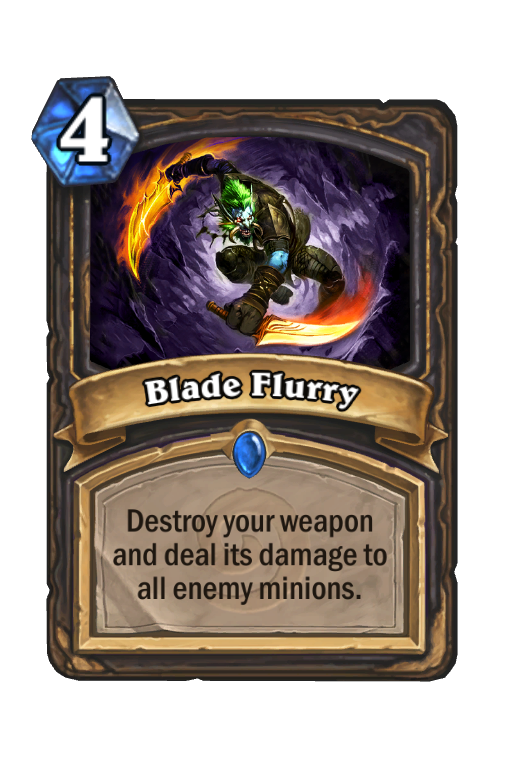 4
Blade Flurry
Destroy your weapon
and deal its damage to
all enemy minions.